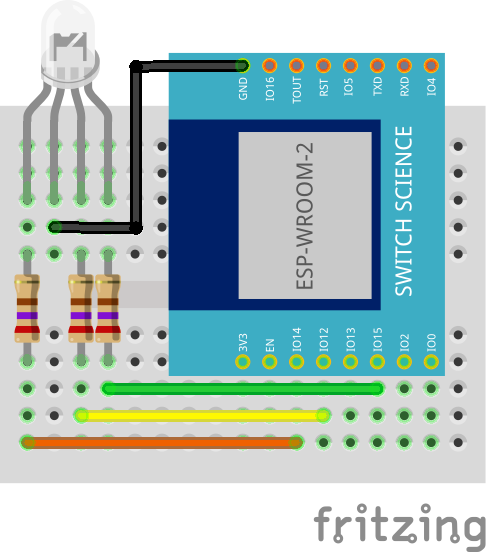 GND
IO16
TOUT
RST
IO5
TXD
RXD
IO4
ESP-WROOM-2
SWITCH SCIENCE
3V3
EN
IO14
IO12
IO13
IO15
IO2
IO0
fritzing